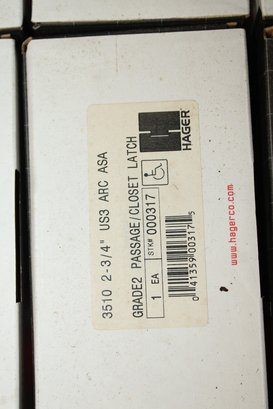 3510 2-3/4" US3 ARC ASA
GRADE2 PASSAGE/CLOSET LATCH
1 EA
STK# 000317
0 41359 00317 5
HAGER
www.hagerco.com